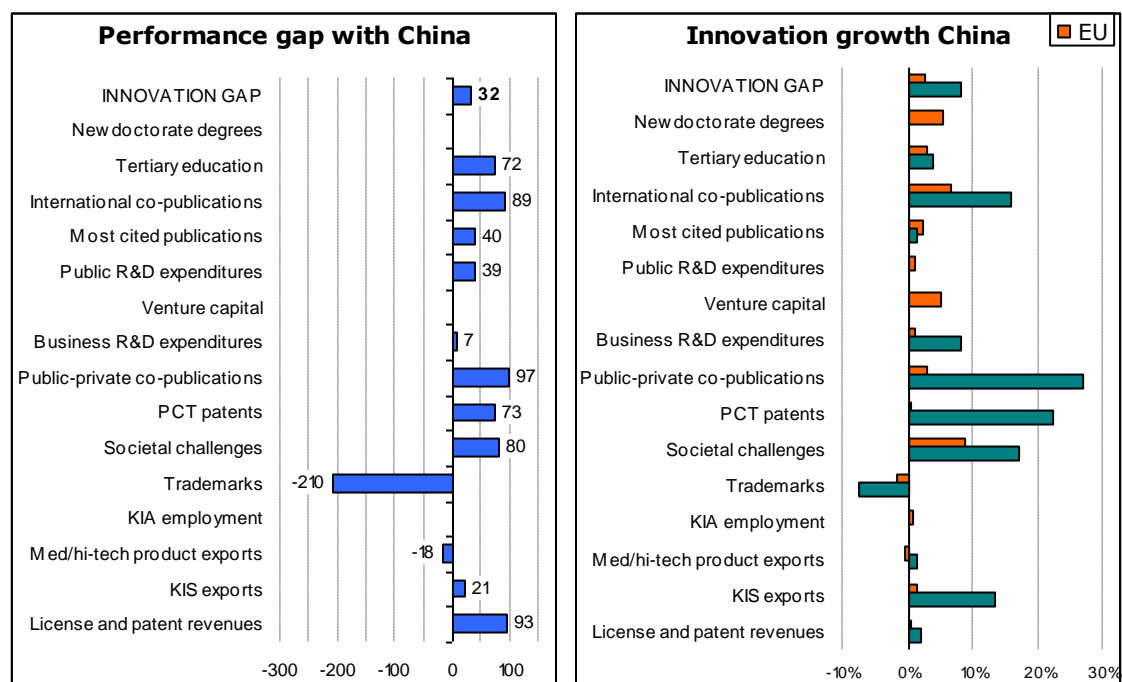 Performance gap with China
INNOVATION GAP
32
New doctorate degrees
Tertiary education
72
International co-publications
89
Most cited publications
40
Public R&D expenditures
39
Venture capital
Business R&D expenditures
7
Public-private co-publications
97
PCT patents
73
Societal challenges
80
Trademarks
-210
KIA employment
Med/hi-tech product exports
-18
KIS exports
21
License and patent revenues
93
-300 -200 -100 0 100
Innovation growth China
EU
INNOVATION GAP
New doctorate degrees
Tertiary education
International co-publications
Most cited publications
Public R&D expenditures
Venture capital
Business R&D expenditures
Public-private co-publications
PCT patents
Societal challenges
Trademarks
KIA employment
Med/hi-tech product exports
KIS exports
License and patent revenues
-10% 0% 10% 20% 30%